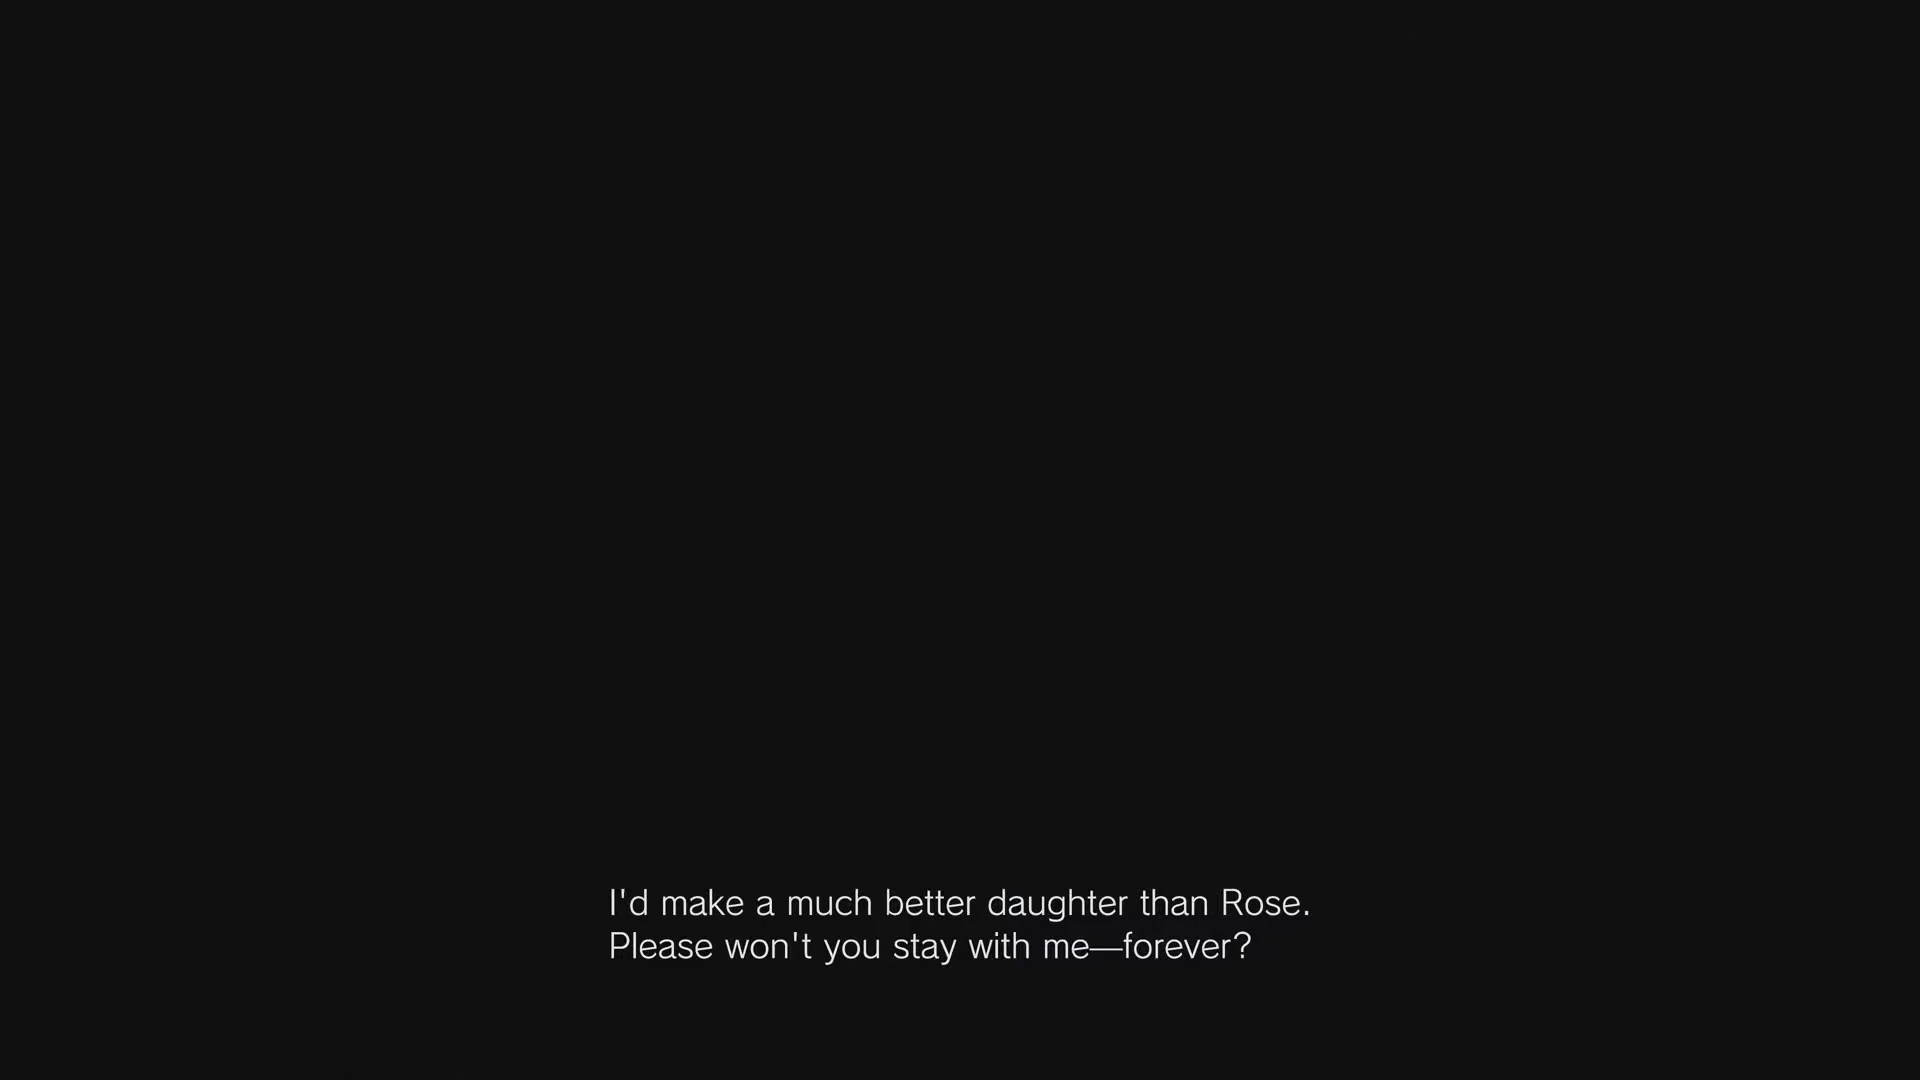 I'd make a much better daughter than Rose.
Please won't you stay with me—forever?